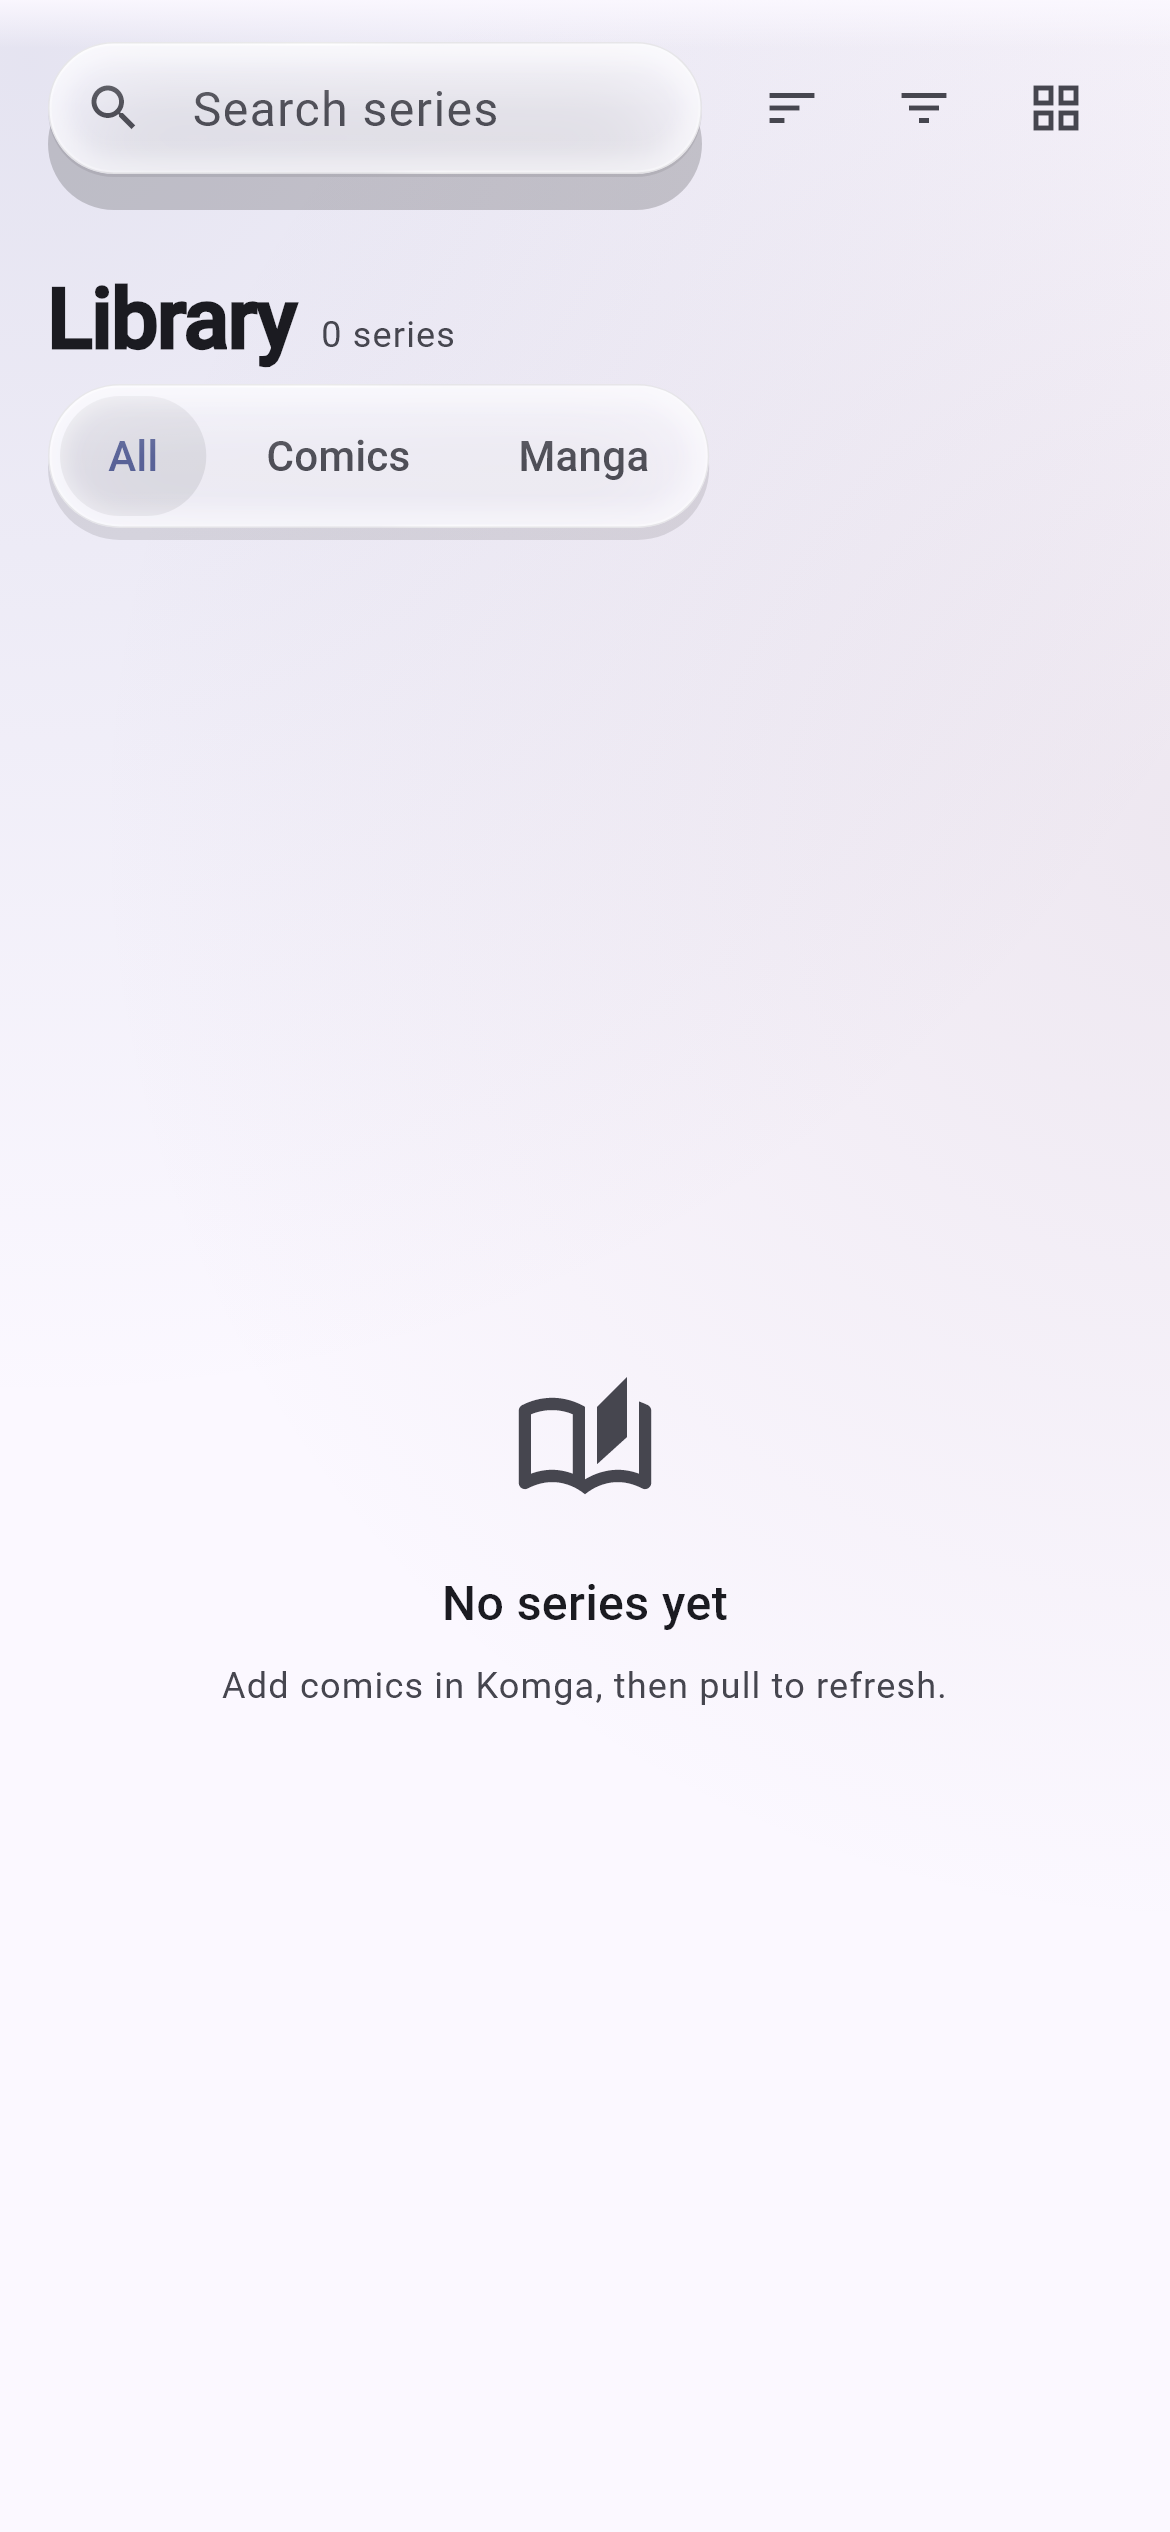 Search series
Library 0 series
All Comics Manga
No series yet
Add comics in Komga, then pull to refresh.